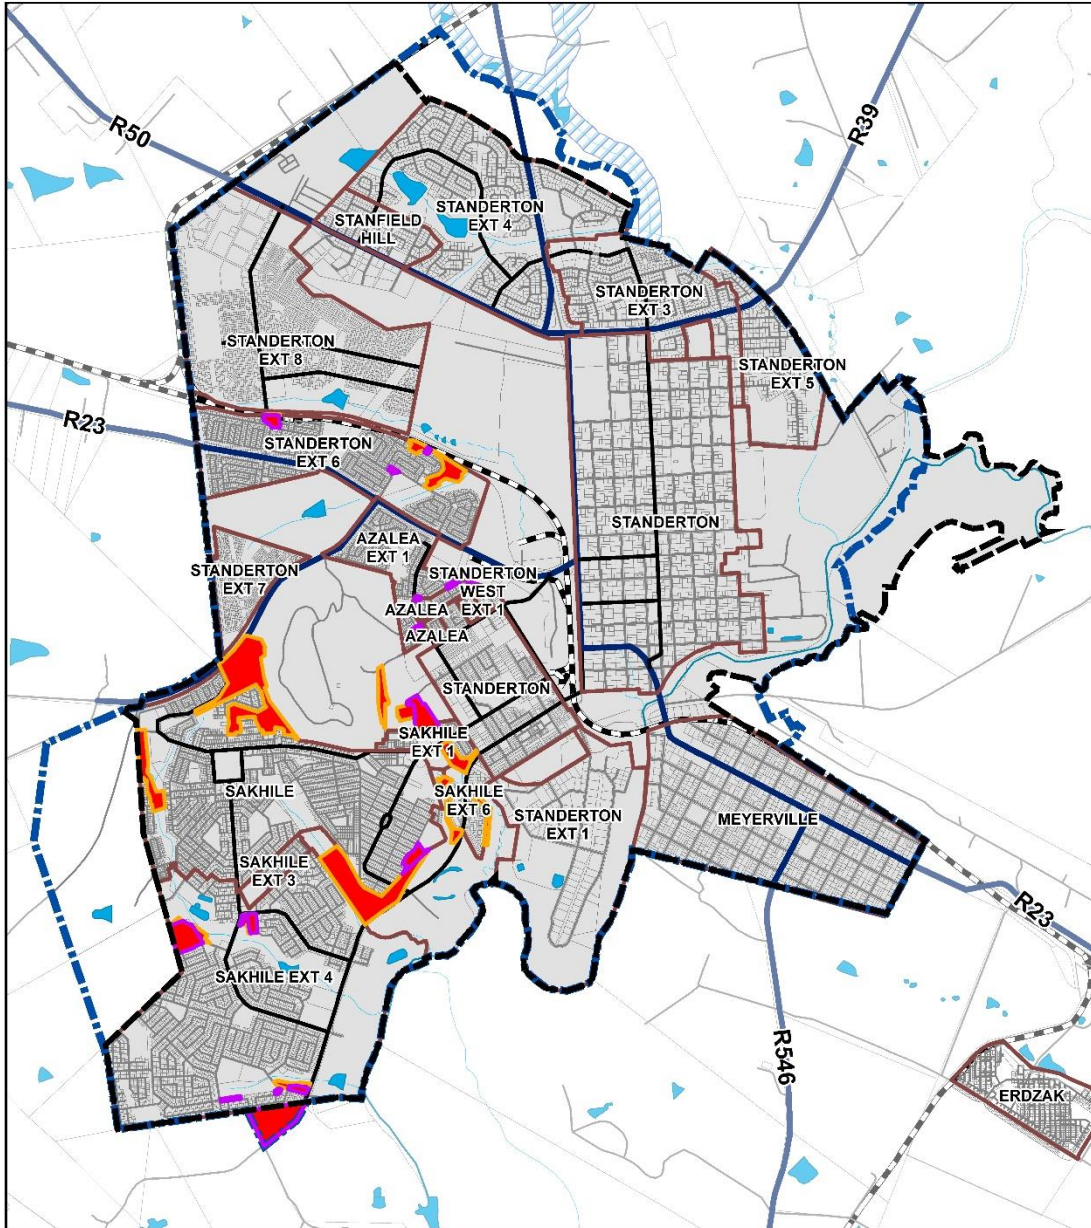 R50
R39
STANDERTON
EXT 4
STANFIELD
HILL
STANDERTON
EXT 3
STANDERTON
EXT 8
STANDERTON
EXT 5
R23
STANDERTON
EXT 6
STANDERTON
AZALEA
EXT 1
STANDERTON
EXT 7
STANDERTON
WEST
EXT 1
AZALEA
AZALEA
STANDERTON
SAKHILE
EXT 1
SAKHILE
SAKHILE
EXT 6
STANDERTON
EXT 1
MEYERVILLE
SAKHILE
EXT 3
R23
SAKHILE EXT 4
R546
ERDZAK